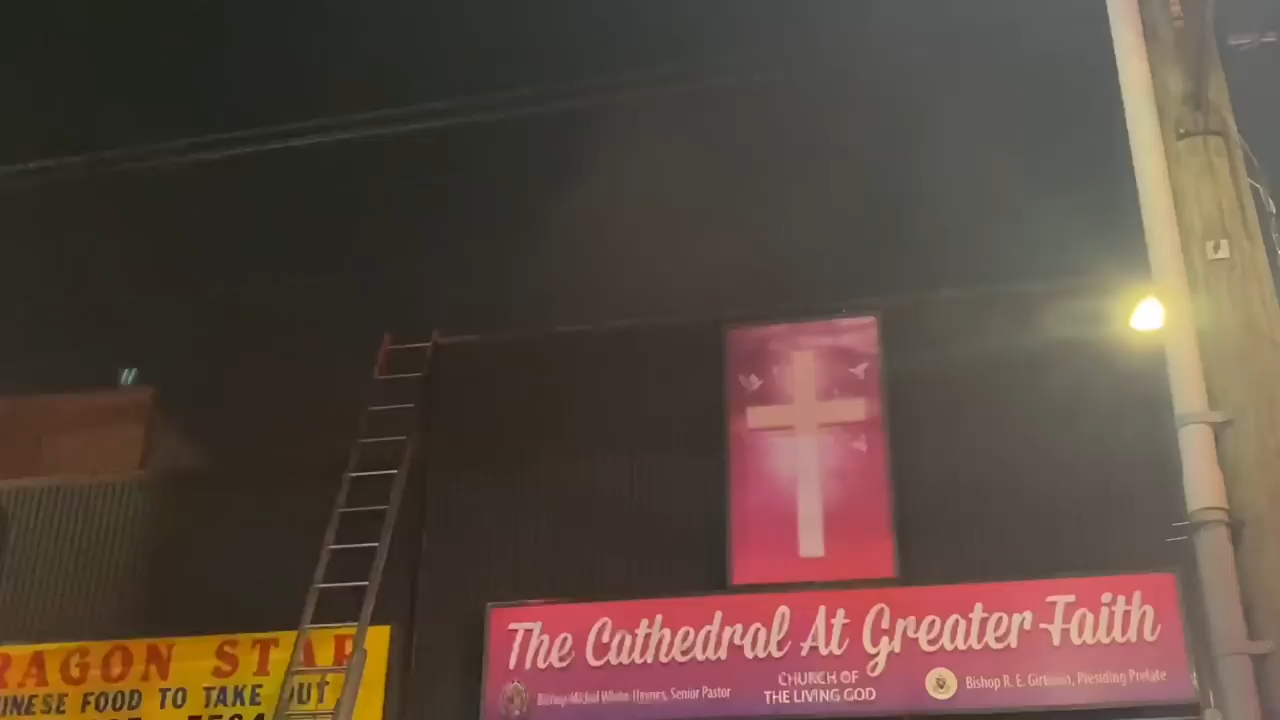 RAGON STAR
INESE FOOD TO TAKE OUT
The Cathedral At Greater Faith
CHURCH OF
THE LIVING GOD
Senior Pastor
Bishop R. E. Presiding Prelate